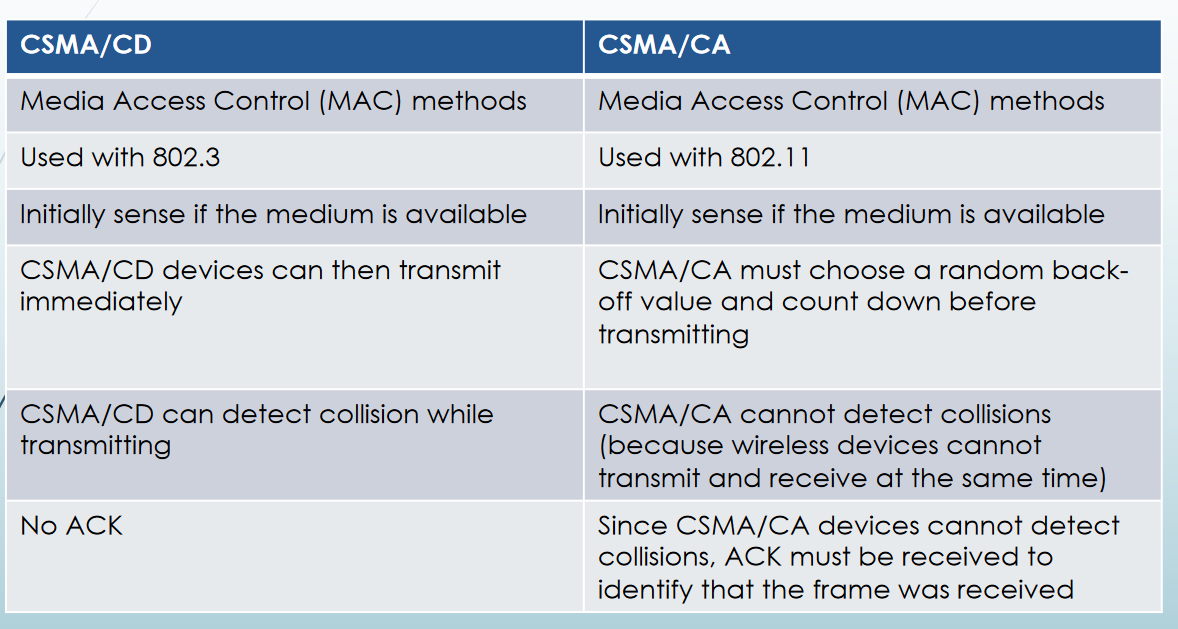 CSMA/CD
CSMA/CA
Media Access Control (MAC) methods
Media Access Control (MAC) methods
Used with 802.3
Used with 802.11
Initially sense if the medium is available
Initially sense if the medium is available
CSMA/CD devices can then transmit
immediately
CSMA/CA must choose a random back-
off value and count down before
transmitting
CSMA/CD can detect collision while
transmitting
CSMA/CA cannot detect collisions
(because wireless devices cannot
transmit and receive at the same time)
No ACK
Since CSMA/CA devices cannot detect
collisions, ACK must be received to
identify that the frame was received